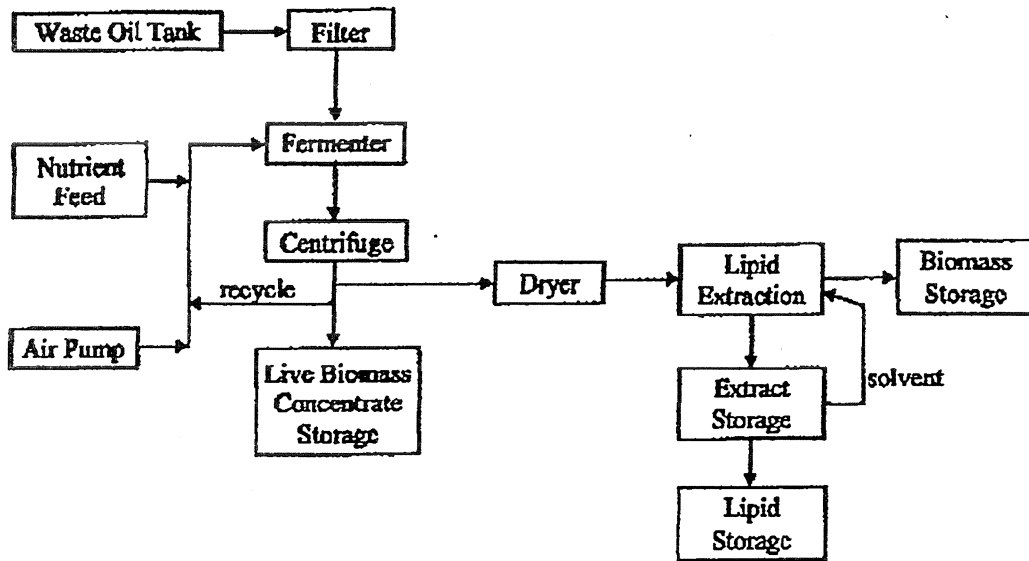 Waste Oil Tank
Filter
Fermenter
Nutrient
Feed
Centrifuge
recycle
Dryer
Lipid
Extraction
Biomass
Storage
Air Pump
Live Biomass
Concentrate
Storage
Extract
Storage
solvent
Lipid
Storage